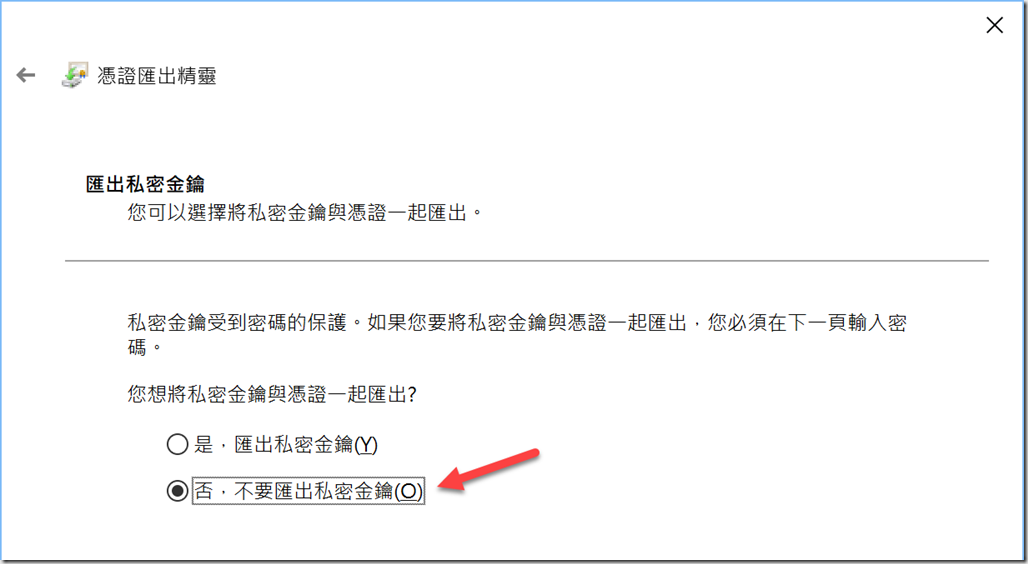 憑證匯出精靈
匯出私密金鑰
您可以選擇將私密金鑰與憑證一起匯出。
私密金鑰受到密碼的保護。如果您要將私密金鑰與憑證一起匯出，您必須在下一頁輸入密
碼。
您想將私密金鑰與憑證一起匯出?
是，匯出私密金鑰(Y)
否，不要匯出私密金鑰(O)